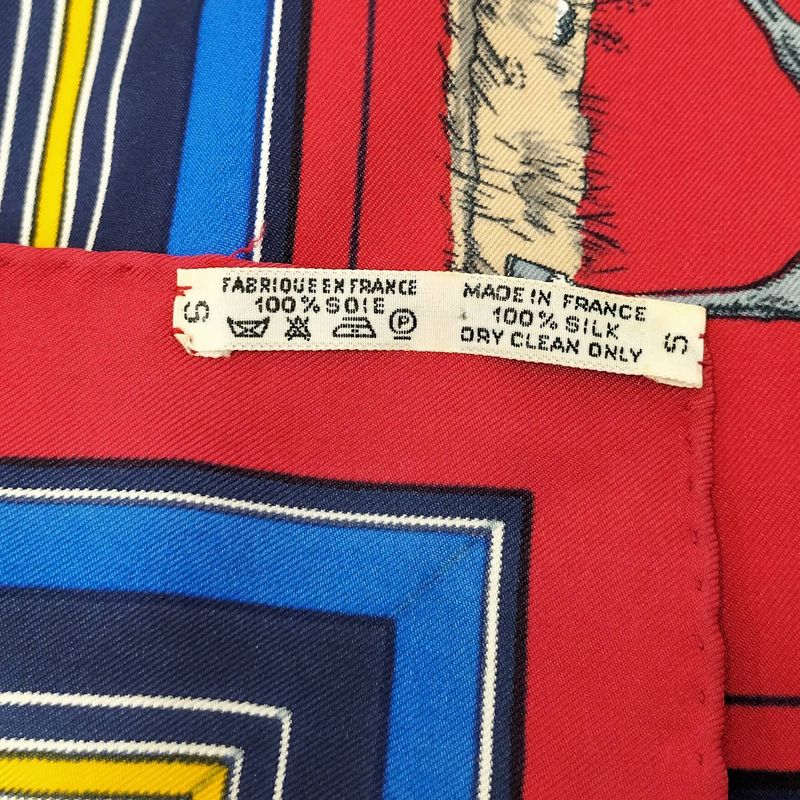 S
FABRIQUE EN FRANCE
100% SOIE
P
MADE IN FRANCE
100% SILK
DRY CLEAN ONLY
S